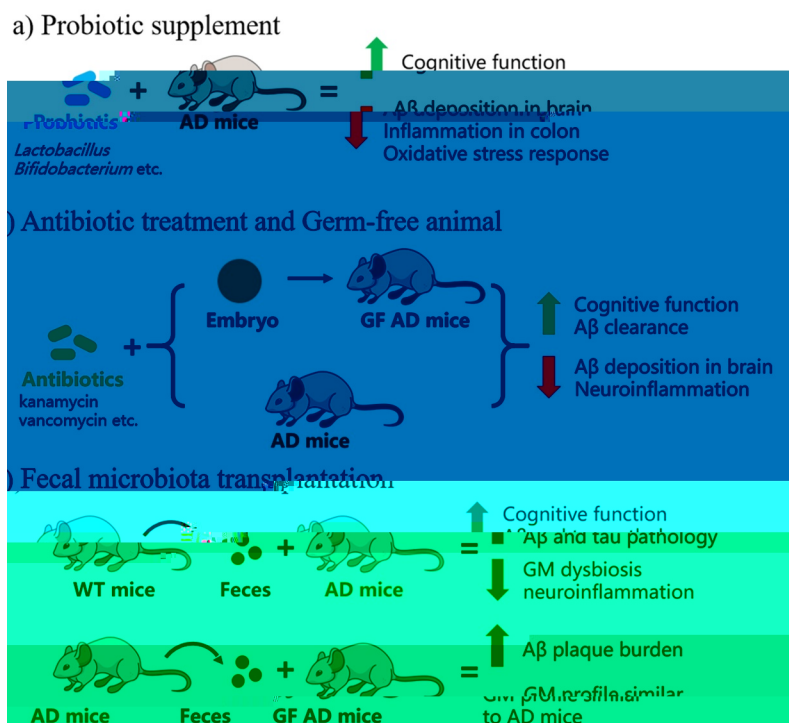 a) Probiotic supplement
Cognitive function
Probiotics
AD mice
Aβ deposition in brain
Inflammation in colon
Oxidative stress response
Lactobacillus
Bifidobacterium etc.
) Antibiotic treatment and Germ-free animal
Embryo
GF AD mice
Cognitive function
Aβ clearance
Antibiotics
kanamycin
vancomycin etc.
AD mice
Aβ deposition in brain
Neuroinflammation
) Fecal microbiota transplantation
Cognitive function
Aβ and tau pathology
WT mice
Feces
AD mice
GM dysbiosis
neuroinflammation
Aβ plaque burden
AD mice
Feces
GF AD mice
GM profile similar
to AD mice